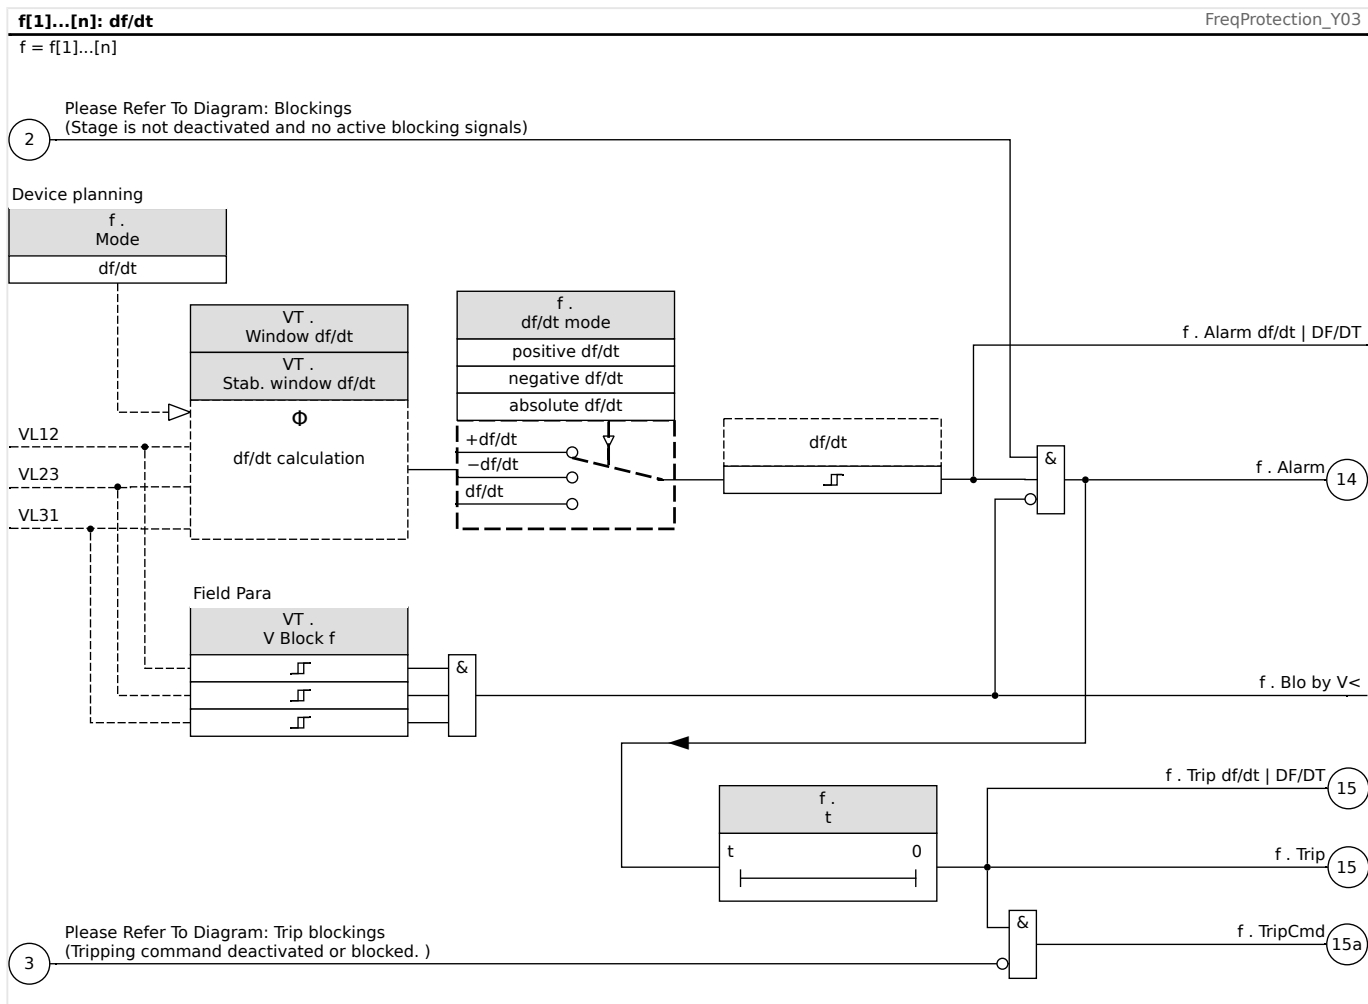 f[1]...[n]: df/dt
FreqProtection_Y03
f = f[1]...[n]
Please Refer To Diagram: Blockings
(Stage is not deactivated and no active blocking signals)
2
Device planning
f .
Mode
df/dt
VT .
Window df/dt
VT .
Stab. window df/dt
Φ
df/dt calculation
f .
df/dt mode
positive df/dt
negative df/dt
absolute df/dt
+df/dt
−df/dt
df/dt
df/dt
f . Alarm df/dt | DF/DT
VL12
VL23
VL31
&
f . Alarm
14
Field Para
VT .
V Block f
&
f . Blo by V<
f .
t
t
0
f . Trip df/dt | DF/DT
15
f . Trip
15
Please Refer To Diagram: Trip blockings
(Tripping command deactivated or blocked. )
3
&
f . TripCmd
15a